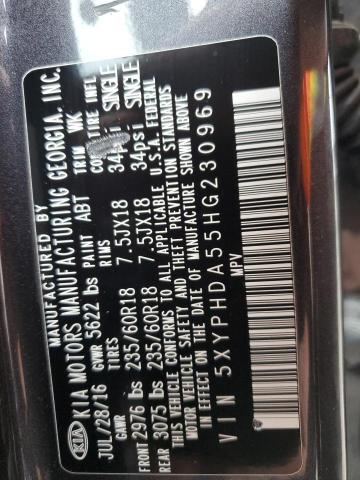 KIA
MANUFACTURED BY
KIA MOTORS MANUFACTURING GEORGIA, INC.
JUL/28/16 GVWR 5622 lbs PAINT ABT TRIM WK
GAWR TIRES RIMS COLD TIRE INFL
FRONT 2976 lbs 235/60R18 7.5JX18 34psi SINGLE
REAR 3075 lbs 235/60R18 7.5JX18 34psi SINGLE
THIS VEHICLE CONFORMS TO ALL APPLICABLE U.S. FEDERAL
MOTOR VEHICLE SAFETY AND THEFT PREVENTION STANDARDS
IN EFFECT ON THE DATE OF MANUFACTURE SHOWN ABOVE
VIN 5XYPHDA55HG230969
MPV